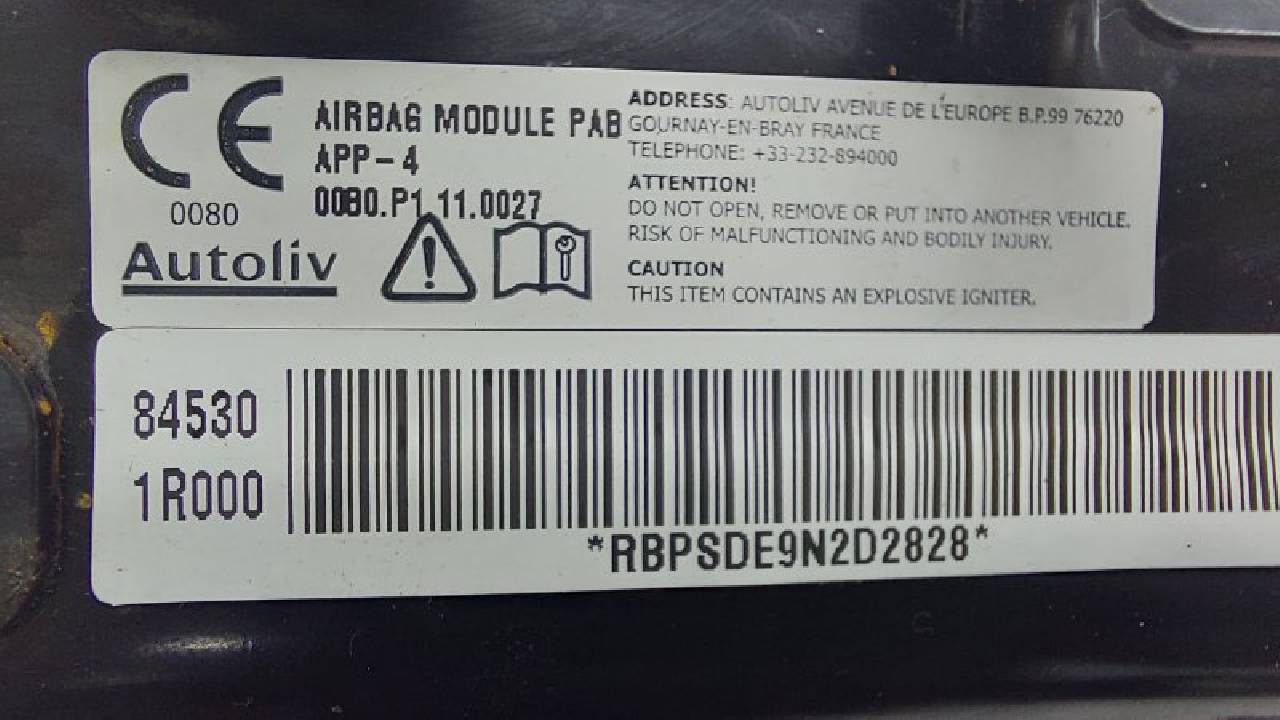 CE
0080
Autoliv
AIRBAG MODULE PAB
APP-4
0080.P1 11.0027
ADDRESS: AUTOLIV AVENUE DE L'EUROPE B.P.99 76220
GOURNAY-EN-BRAY FRANCE
TELEPHONE: +33-232-894000
ATTENTION!
DO NOT OPEN, REMOVE OR PUT INTO ANOTHER VEHICLE.
RISK OF MALFUNCTIONING AND BODILY INJURY.
CAUTION
THIS ITEM CONTAINS AN EXPLOSIVE IGNITER.
84530
1R000
*RBPSDE9N2D2828*